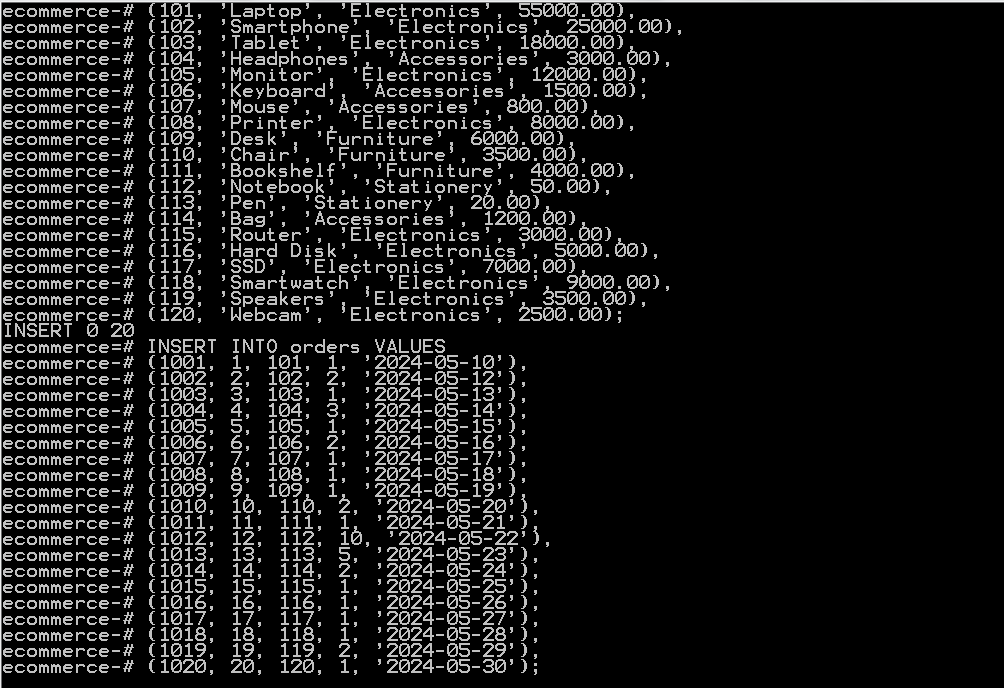 ecommerce-# (101, 'Laptop', 'Electronics', 55000.00),
ecommerce-# (102, 'Smartphone', 'Electronics', 25000.00),
ecommerce-# (103, 'Tablet', 'Electronics', 18000.00),
ecommerce-# (104, 'Headphones', 'Accessories', 3000.00),
ecommerce-# (105, 'Monitor', 'Electronics', 12000.00),
ecommerce-# (106, 'Keyboard', 'Accessories', 1500.00),
ecommerce-# (107, 'Mouse', 'Accessories', 800.00),
ecommerce-# (108, 'Printer', 'Electronics', 8000.00),
ecommerce-# (109, 'Desk', 'Furniture', 6000.00),
ecommerce-# (110, 'Chair', 'Furniture', 3500.00),
ecommerce-# (111, 'Bookshelf', 'Furniture', 4000.00),
ecommerce-# (112, 'Notebook', 'Stationery', 50.00),
ecommerce-# (113, 'Pen', 'Stationery', 20.00),
ecommerce-# (114, 'Bag', 'Accessories', 1200.00),
ecommerce-# (115, 'Router', 'Electronics', 3000.00),
ecommerce-# (116, 'Hard Disk', 'Electronics', 5000.00),
ecommerce-# (117, 'SSD', 'Electronics', 7000.00),
ecommerce-# (118, 'Smartwatch', 'Electronics', 9000.00),
ecommerce-# (119, 'Speakers', 'Electronics', 3500.00),
ecommerce-# (120, 'Webcam', 'Electronics', 2500.00);
INSERT 0 20
ecommerce=# INSERT INTO orders VALUES
ecommerce-# (1001, 1, 101, 1, '2024-05-10'),
ecommerce-# (1002, 2, 102, 2, '2024-05-12'),
ecommerce-# (1003, 3, 103, 1, '2024-05-13'),
ecommerce-# (1004, 4, 104, 3, '2024-05-14'),
ecommerce-# (1005, 5, 105, 1, '2024-05-15'),
ecommerce-# (1006, 6, 106, 2, '2024-05-16'),
ecommerce-# (1007, 7, 107, 1, '2024-05-17'),
ecommerce-# (1008, 8, 108, 1, '2024-05-18'),
ecommerce-# (1009, 9, 109, 1, '2024-05-19'),
ecommerce-# (1010, 10, 110, 2, '2024-05-20'),
ecommerce-# (1011, 11, 111, 1, '2024-05-21'),
ecommerce-# (1012, 12, 112, 10, '2024-05-22'),
ecommerce-# (1013, 13, 113, 5, '2024-05-23'),
ecommerce-# (1014, 14, 114, 2, '2024-05-24'),
ecommerce-# (1015, 15, 115, 1, '2024-05-25'),
ecommerce-# (1016, 16, 116, 1, '2024-05-26'),
ecommerce-# (1017, 17, 117, 1, '2024-05-27'),
ecommerce-# (1018, 18, 118, 1, '2024-05-28'),
ecommerce-# (1019, 19, 119, 2, '2024-05-29'),
ecommerce-# (1020, 20, 120, 1, '2024-05-30');